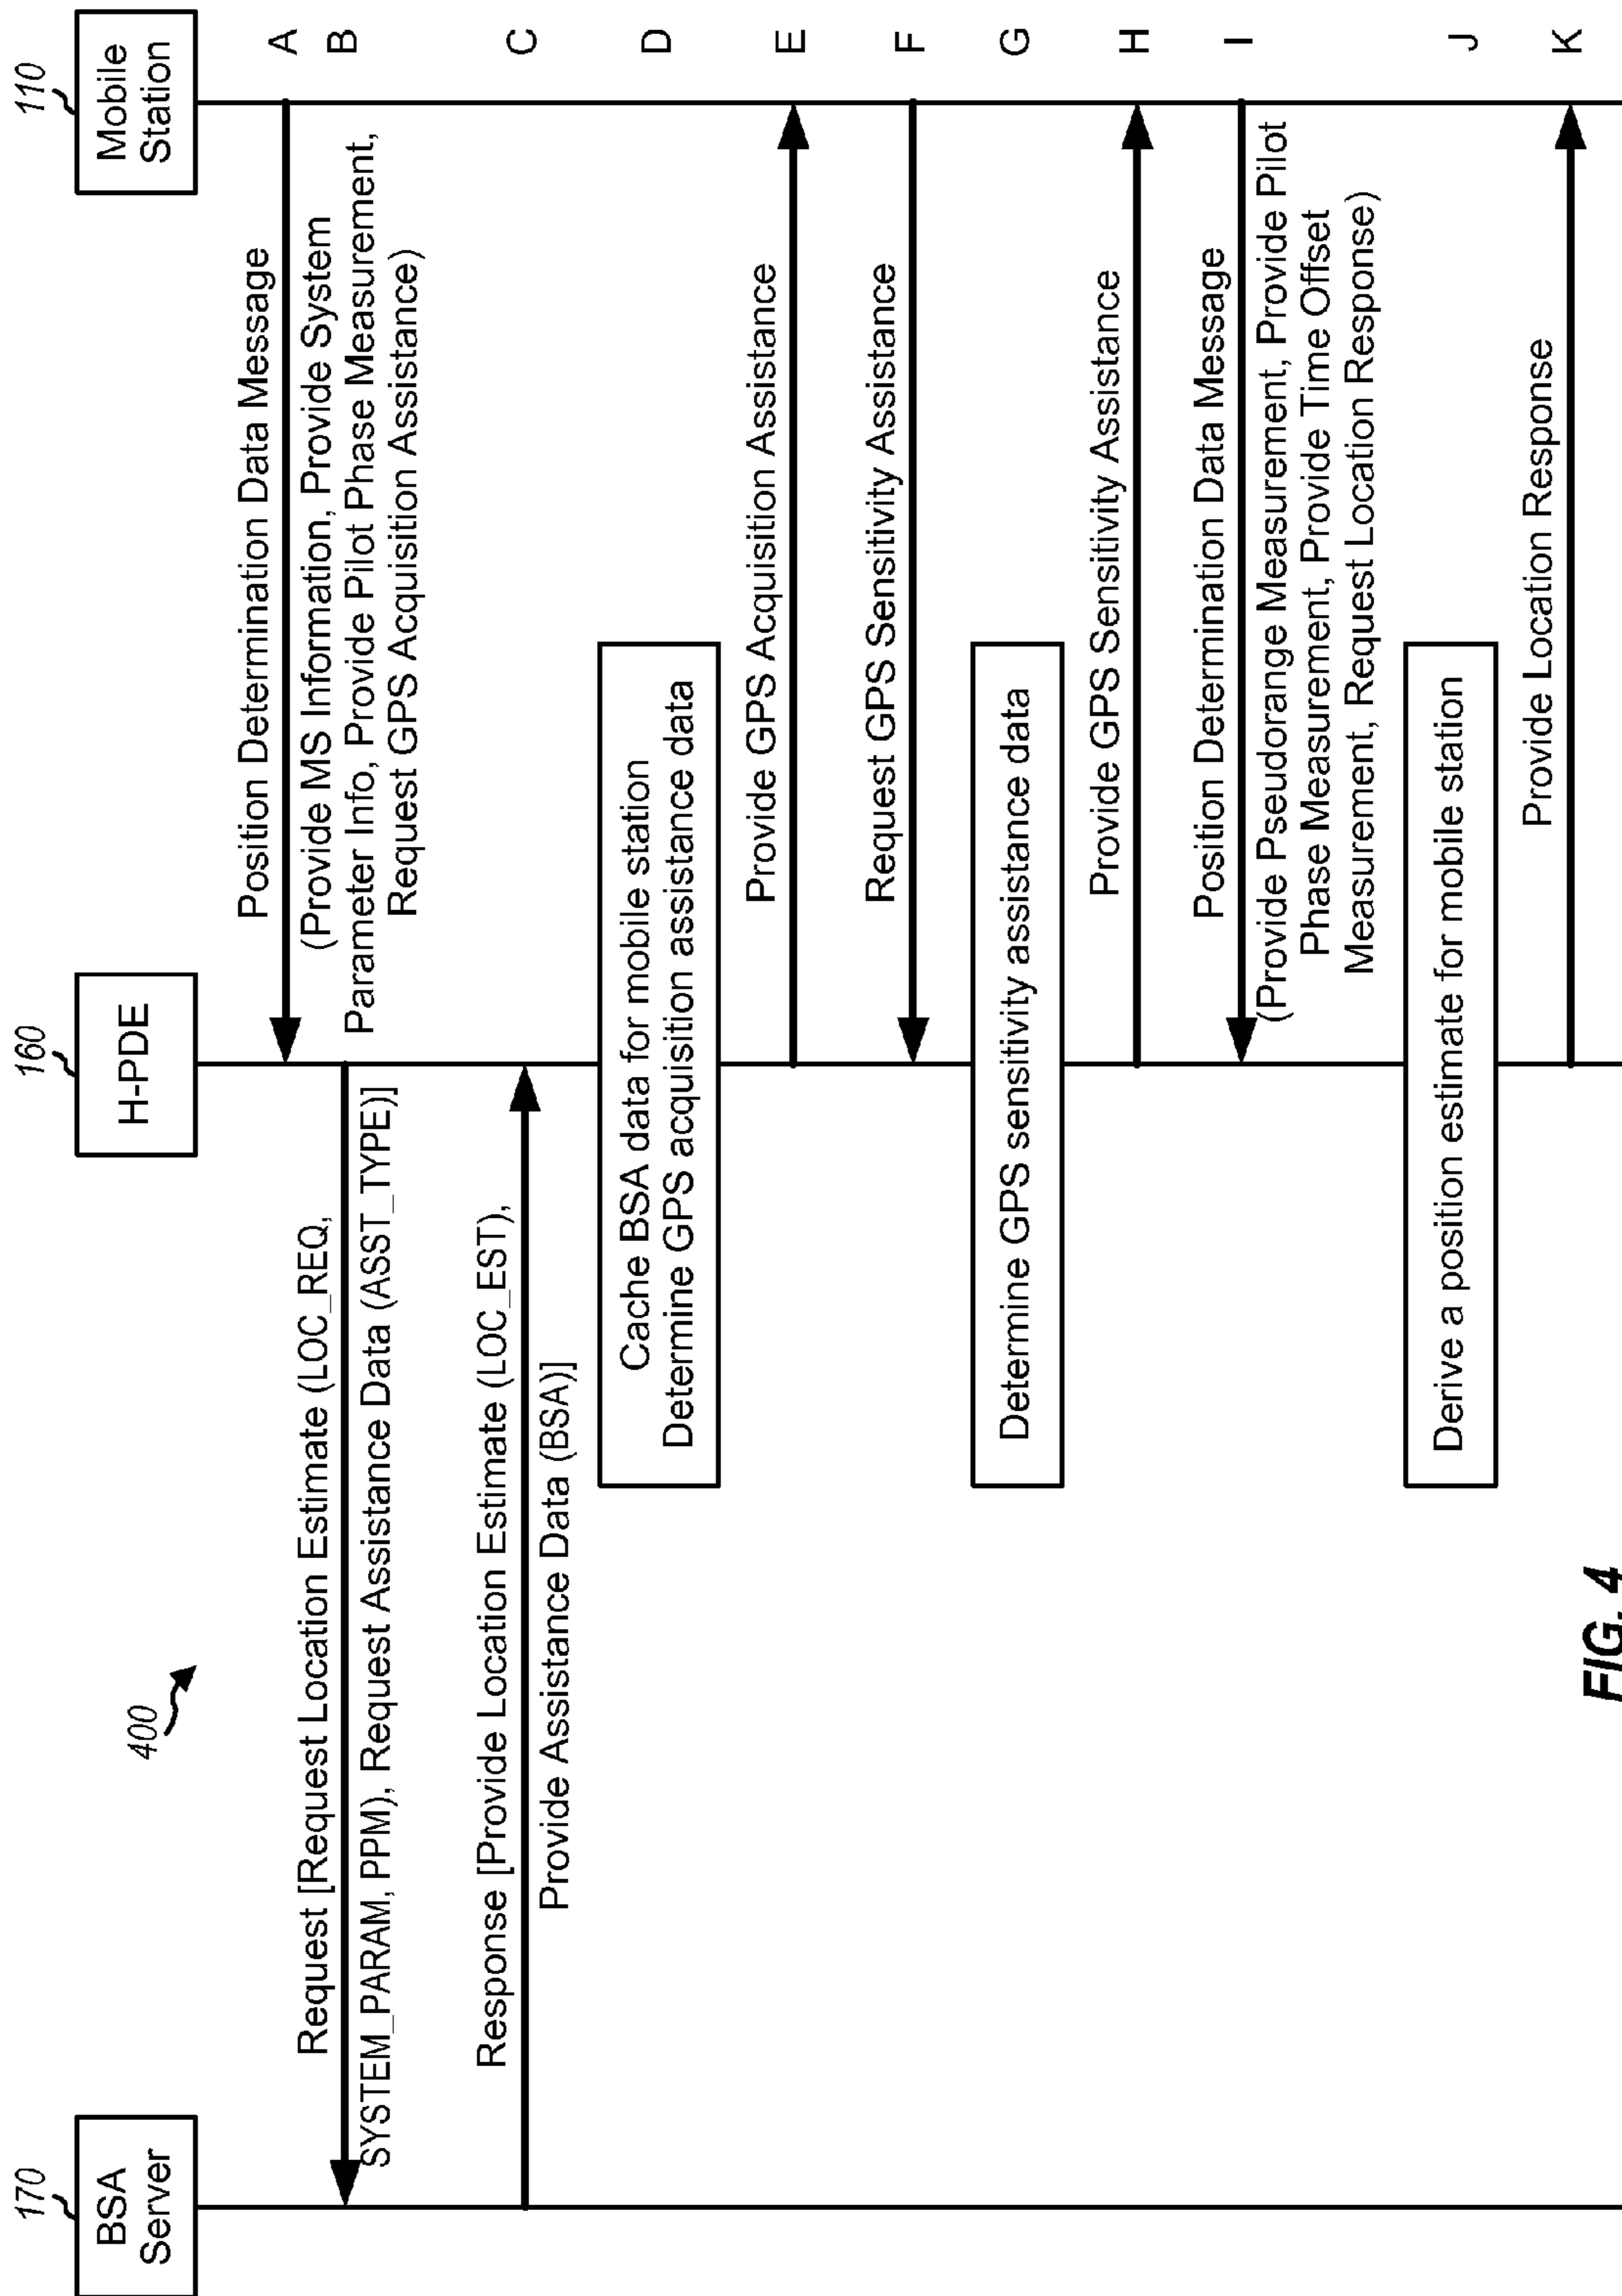 400
170
BSA
Server
160
H-PDE
110
Mobile
Station
Position Determination Data Message
A
(Provide MS Information, Provide System
Parameter Info, Provide Pilot Phase Measurement,
Request GPS Acquisition Assistance)
Request [Request Location Estimate (LOC_REQ,
SYSTEM_PARAM, PPM), Request Assistance Data (ASST_TYPE)]
B
Response [Provide Location Estimate (LOC_EST),
Provide Assistance Data (BSA)]
C
Cache BSA data for mobile station
Determine GPS acquisition assistance data
D
Provide GPS Acquisition Assistance
E
Request GPS Sensitivity Assistance
F
Determine GPS sensitivity assistance data
G
Provide GPS Sensitivity Assistance
H
Position Determination Data Message
I
(Provide Pseudorange Measurement, Provide Pilot
Phase Measurement, Provide Time Offset
Measurement, Request Location Response)
Derive a position estimate for mobile station
J
Provide Location Response
K
FIG. 4